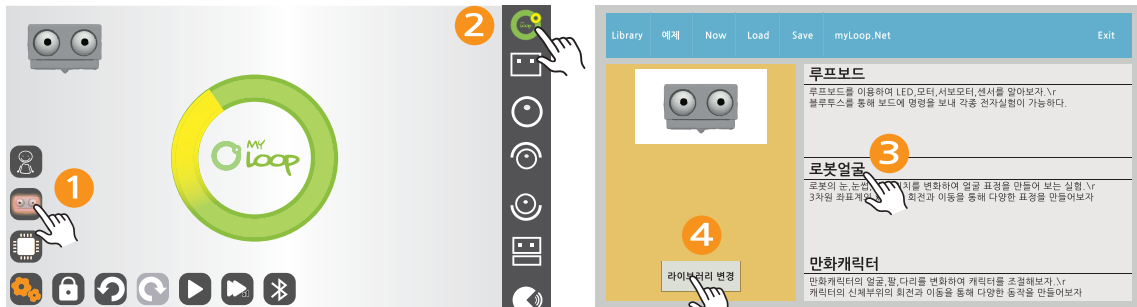 2
MY
Loop
1
Library 예제 Now Load Save myLoop.Net Exit
루프보드
루프보드를 이용하여 LED,모터,서보모터,센서를 알아보자.\r
블루투스를 통해 보드에 명령을 보내 각종 전자실험이 가능하다.
3
로봇얼굴
로봇의 눈,눈썹 치를 변화하여 얼굴 표정을 만들어 보는 실험.\r
3차원 좌표계의 회전과 이동을 통해 다양한 표정을 만들어보자
4
라이브러리 변경
만화캐릭터
만화캐릭터의 얼굴,팔,다리를 변화하여 캐릭터를 조절해보자.\r
캐릭터의 신체부위의 회전과 이동을 통해 다양한 동작을 만들어보자